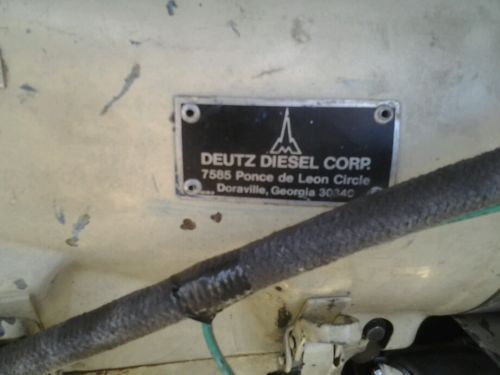 DEUTZ DIESEL CORP.
7585 Ponce de Leon Circle
Doraville, Georgia 30340